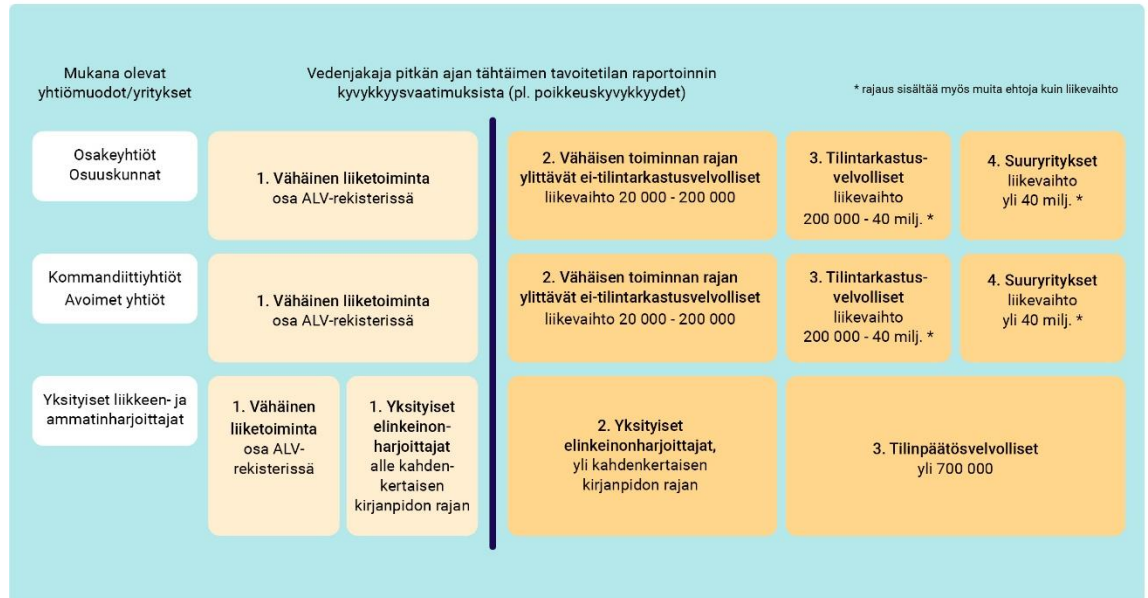 Mukana olevat
yhtiömuodot/yritykset
Vedenjakaja pitkän ajan tähtäimen tavoitetilan raportoinnin
kyvykkyysvaatimuksista (pl. poikkeuskyvykkyydet)
* rajaus sisältää myös muita ehtoja kuin liikevaihto
Osakeyhtiöt
Osuuskunnat
1. Vähäinen liiketoiminta
osa ALV-rekisterissä
2. Vähäisen toiminnan rajan
ylittävät ei-tilintarkastusvelvolliset
liikevaihto 20 000 - 200 000
3. Tilintarkastus-
velvolliset
liikevaihto
200 000 - 40 milj. *
4. Suuryritykset
liikevaihto
yli 40 milj. *
Kommandiittiyhtiöt
Avoimet yhtiöt
1. Vähäinen liiketoiminta
osa ALV-rekisterissä
2. Vähäisen toiminnan rajan
ylittävät ei-tilintarkastusvelvolliset
liikevaihto 20 000 - 200 000
3. Tilintarkastus-
velvolliset
liikevaihto
200 000 - 40 milj. *
4. Suuryritykset
liikevaihto
yli 40 milj. *
Yksityiset liikkeen- ja
ammatinharjoittajat
1. Vähäinen
liiketoiminta
osa ALV-
rekisterissä
1. Yksityiset
elinkeinon-
harjoittajat
alle kahden-
kertaisen
kirjanpidon rajan
2. Yksityiset
elinkeinonharjoittajat,
yli kahdenkertaisen
kirjanpidon rajan
3. Tilinpäätösvelvolliset
yli 700 000